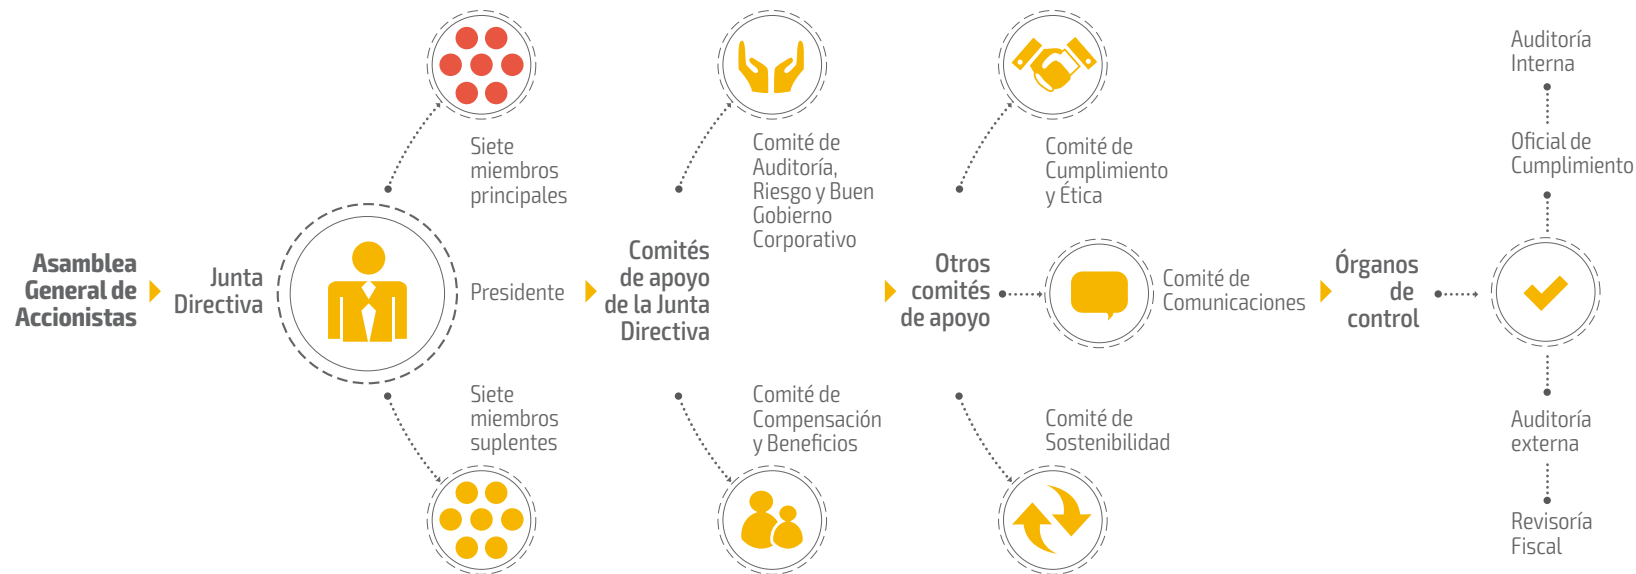 Asamblea
General de
Accionistas
Junta
Directiva
Siete
miembros
principales
Presidente
Siete
miembros
suplentes
Comités
de apoyo
de la Junta
Directiva
Comité de
Auditoría,
Riesgo y Buen
Gobierno
Corporativo
Comité de
Compensación
y Beneficios
Otros
comités
de apoyo
Comité de
Cumplimiento
y Ética
Comité de
Comunicaciones
Comité de
Sostenibilidad
Órganos
de
control
Auditoría
Interna
Oficial de
Cumplimiento
Auditoría
externa
Revisoría
Fiscal